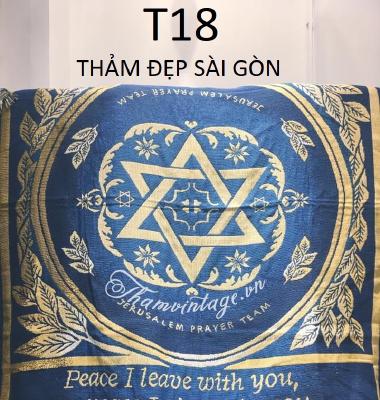 T18
THẢM ĐẸP SÀI GÒN
JERUSALEM PRAYER TEAM
Thamvintage.vn
JERUSALEM PRAYER TEAM
Peace I leave with you,